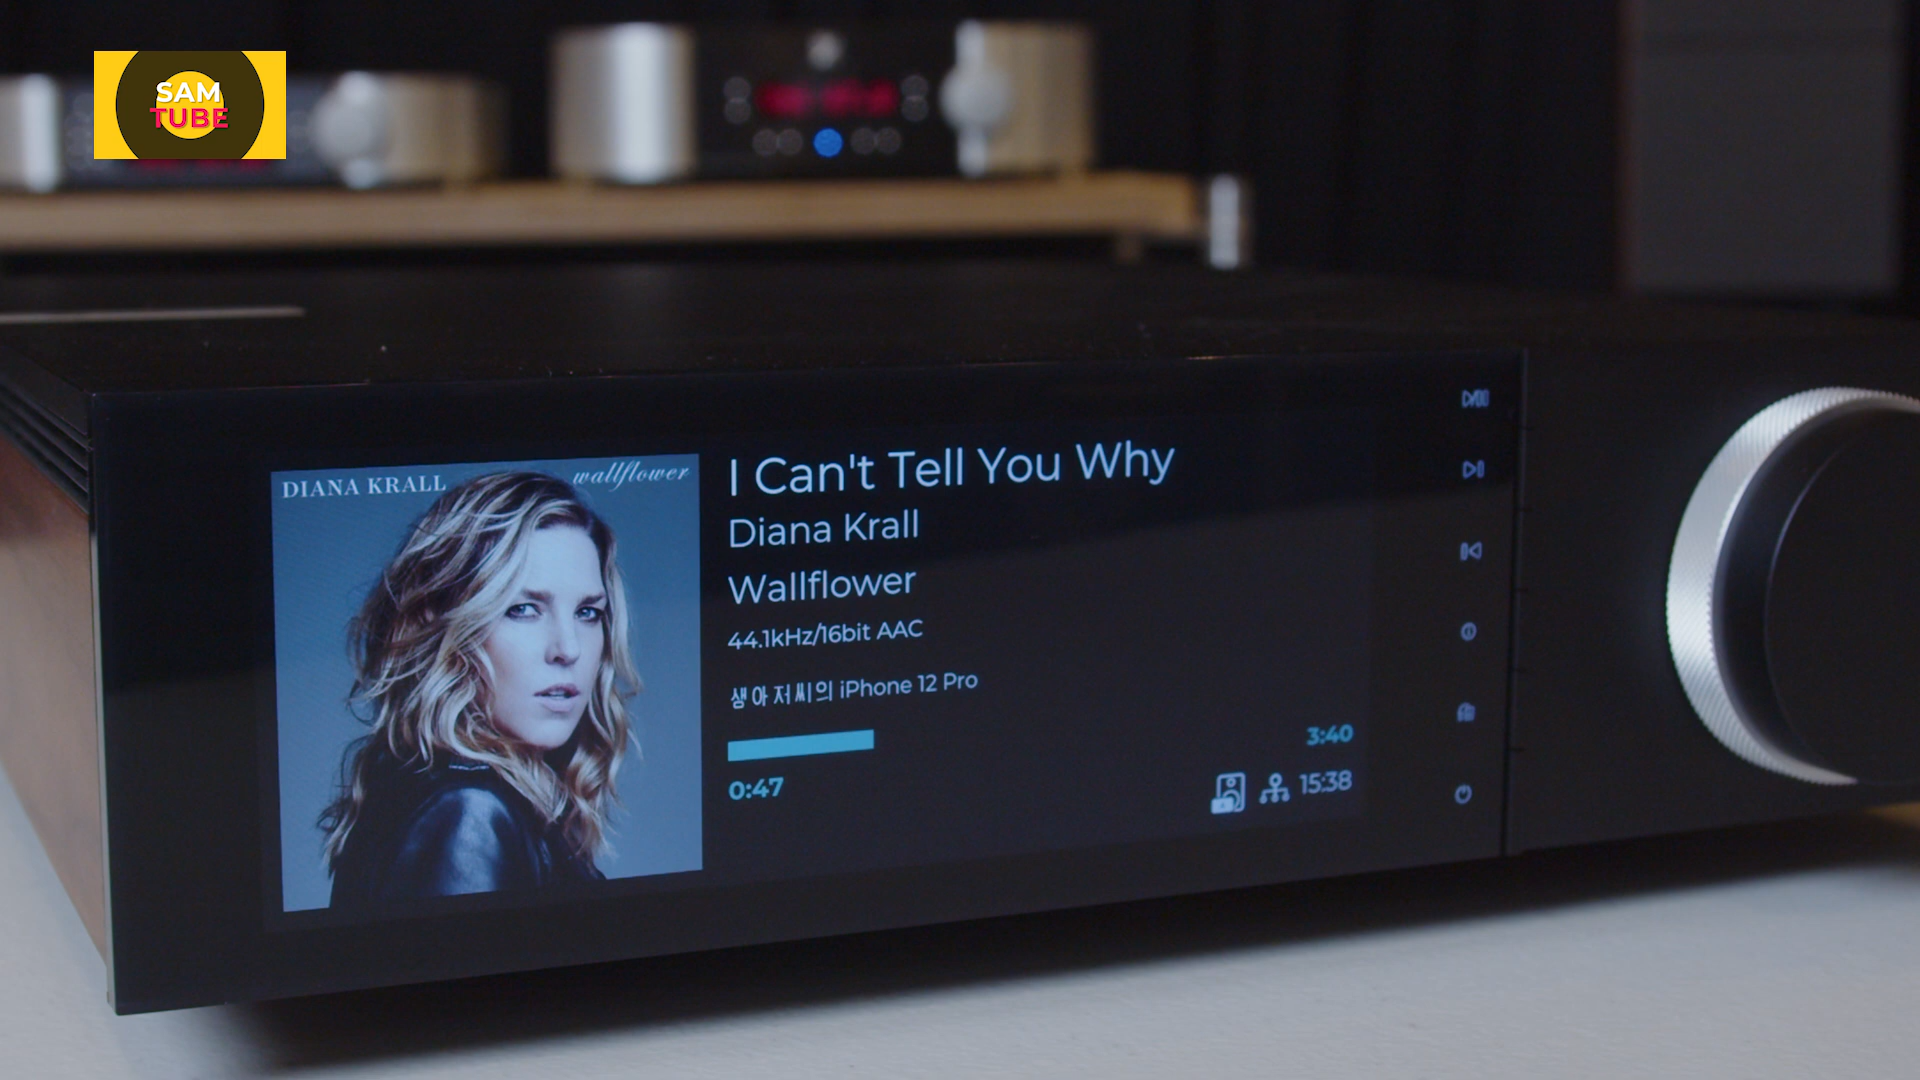 SAM
TUBE
DIANA KRALL
wallflower
I Can't Tell You Why
Diana Krall
Wallflower
44.1kHz/16bit AAC
생아저씨의 iPhone 12 Pro
3:40
0:47
15:38